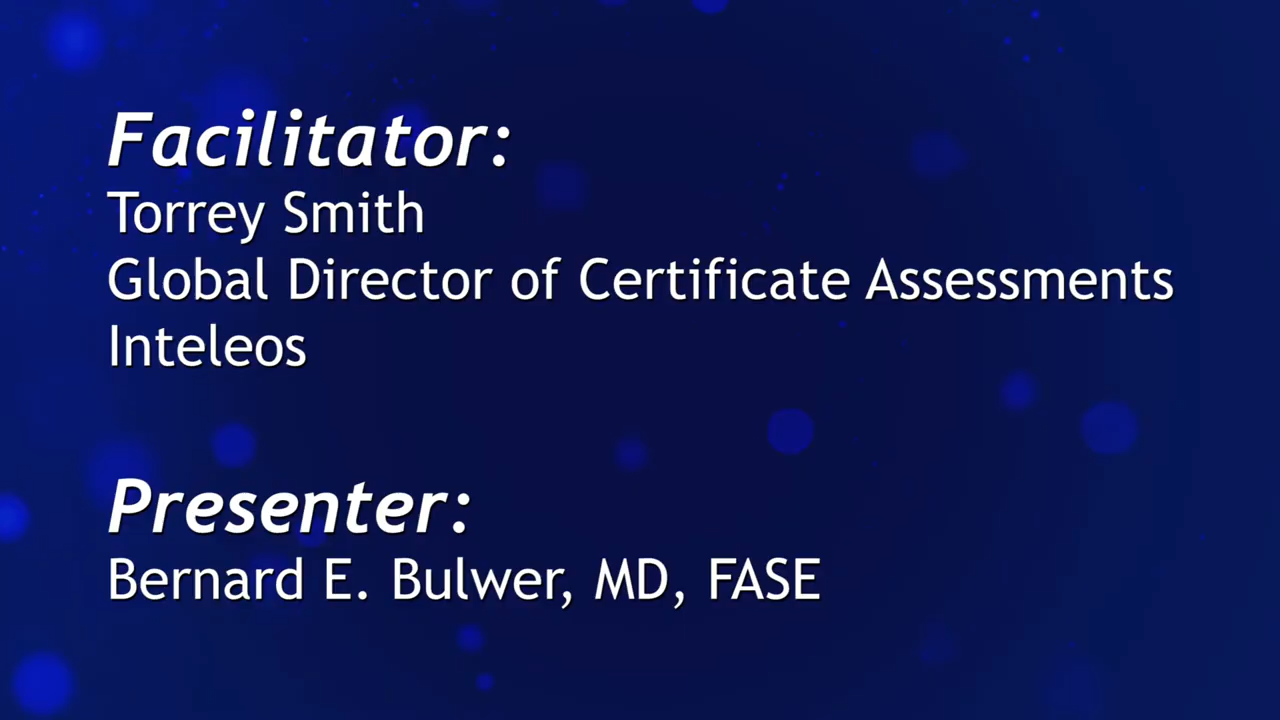 Facilitator:
Torrey Smith
Global Director of Certificate Assessments
Inteleos
Presenter:
Bernard E. Bulwer, MD, FASE